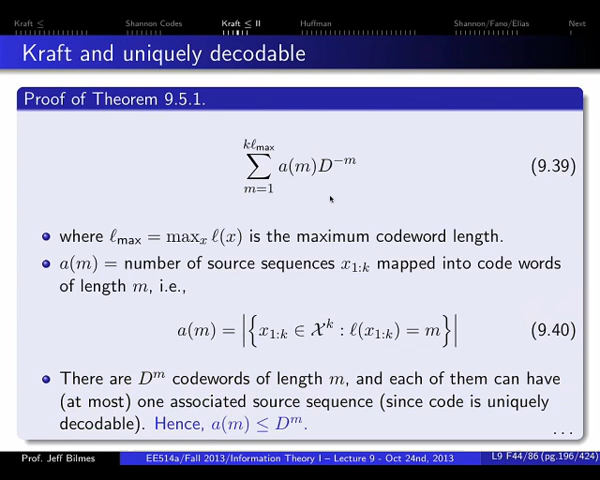 Kraft ≤ Shannon Codes Kraft ≤ II Huffman Shannon/Fano/Elias Next
Kraft and uniquely decodable
Proof of Theorem 9.5.1.
kℓmax
∑ a(m)D^{−m} (9.39)
m=1
where ℓmax = maxx ℓ(x) is the maximum codeword length.
a(m) = number of source sequences x1:k mapped into code words
of length m, i.e.,
a(m) = |{x1:k ∈ 𝒳^k : ℓ(x1:k) = m}| (9.40)
There are D^m codewords of length m, and each of them can have
(at most) one associated source sequence (since code is uniquely
decodable). Hence, a(m) ≤ D^m.
...
Prof. Jeff Bilmes EE514a/Fall 2013/Information Theory I – Lecture 9 - Oct 24nd, 2013 L9 F44/86 (pg.196/424)